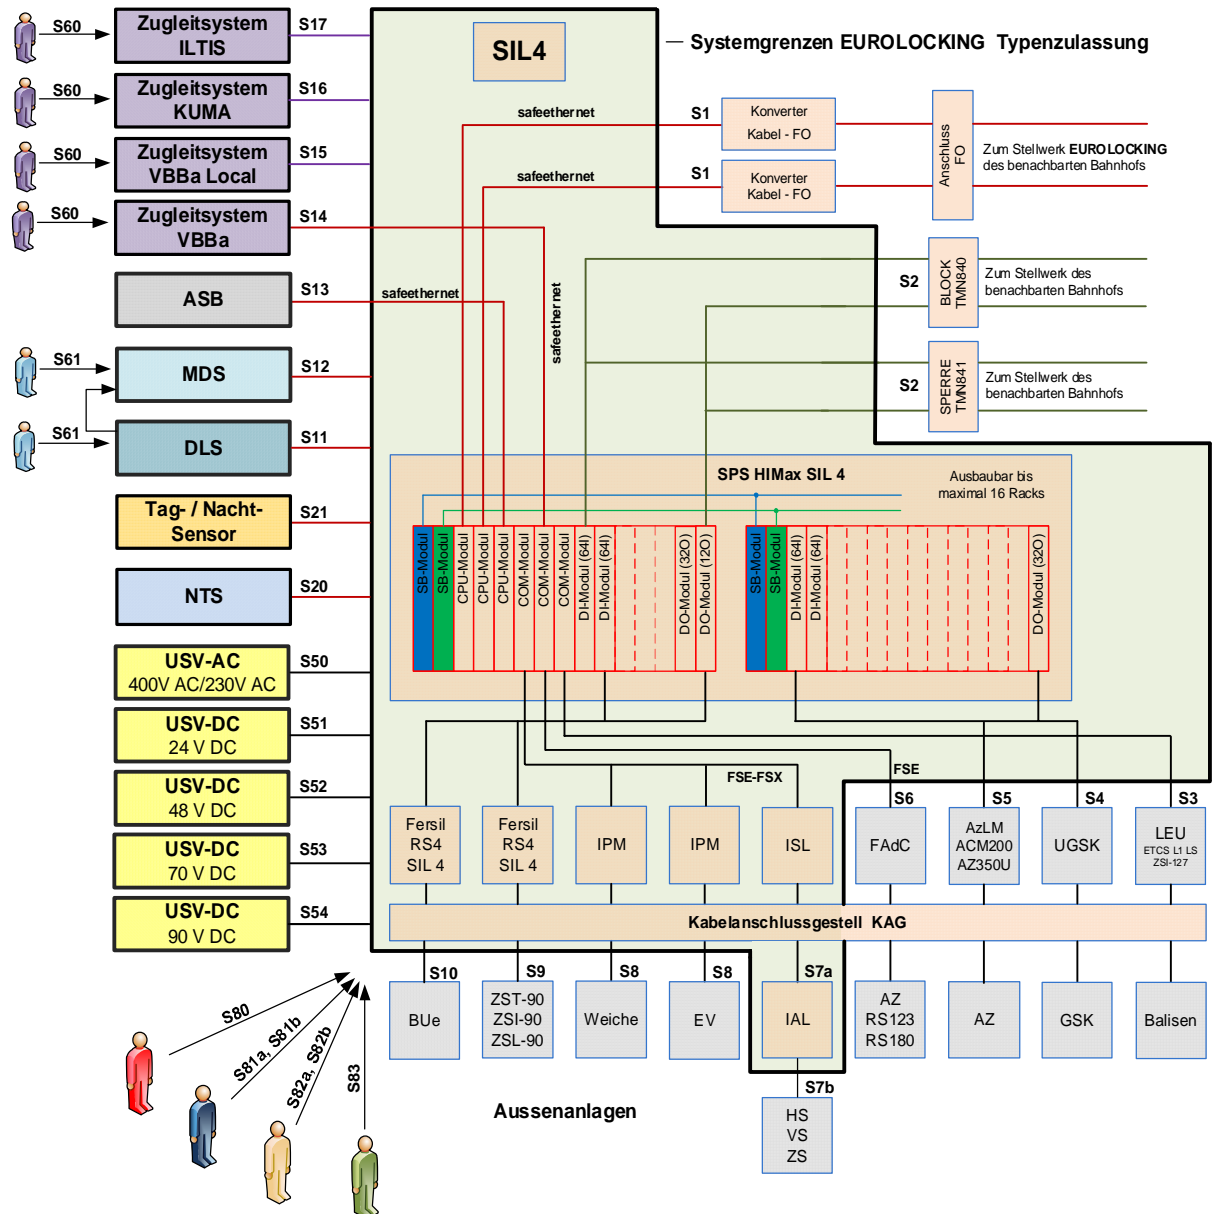 S60
Zugleitsystem
ILTIS
S17
SIL4
Systemgrenzen EUROLOCKING Typenzulassung
S60
Zugleitsystem
KUMA
S16
S60
Zugleitsystem
VBBa Local
S15
S60
Zugleitsystem
VBBa
S14
safeethernet
S1
Konverter
Kabel - FO
safeethernet
S1
Konverter
Kabel - FO
Anschluss
FO
Zum Stellwerk EUROLOCKING
des benachbarten Bahnhofs
ASB
S13
safeethernet
safeethernet
S2
BLOCK
TMN840
Zum Stellwerk des
benachbarten Bahnhofs
S61
MDS
S12
S2
SPERRE
TMN841
Zum Stellwerk des
benachbarten Bahnhofs
S61
DLS
S11
Tag- / Nacht-
Sensor
S21
NTS
S20
SPS HIMax SIL 4
Ausbaubar bis
maximal 16 Racks
SB-Modul
SB-Modul
CPU-Modul
CPU-Modul
CPU-Modul
COM-Modul
COM-Modul
COM-Modul
DI-Modul (64I)
DI-Modul (64I)
DO-Modul (32O)
DO-Modul (12O)
SB-Modul
SB-Modul
DI-Modul (64I)
DI-Modul (64I)
DO-Modul (32O)
USV-AC
400V AC/230V AC
S50
USV-DC
24 V DC
S51
USV-DC
48 V DC
S52
USV-DC
70 V DC
S53
USV-DC
90 V DC
S54
FSE-FSX
FSE
S6
S5
S4
S3
Fersil
RS4
SIL 4
Fersil
RS4
SIL 4
IPM
IPM
ISL
FAdC
AzLM
ACM200
AZ350U
UGSK
LEU
ETCS L1 LS
ZSI-127
Kabelanschlussgestell KAG
S10
S9
S8
S8
S7a
BUe
ZST-90
ZSI-90
ZSL-90
Weiche
EV
IAL
AZ
RS123
RS180
AZ
GSK
Balisen
S7b
HS
VS
ZS
Aussenanlagen
S80
S81a, S81b
S82a, S82b
S83